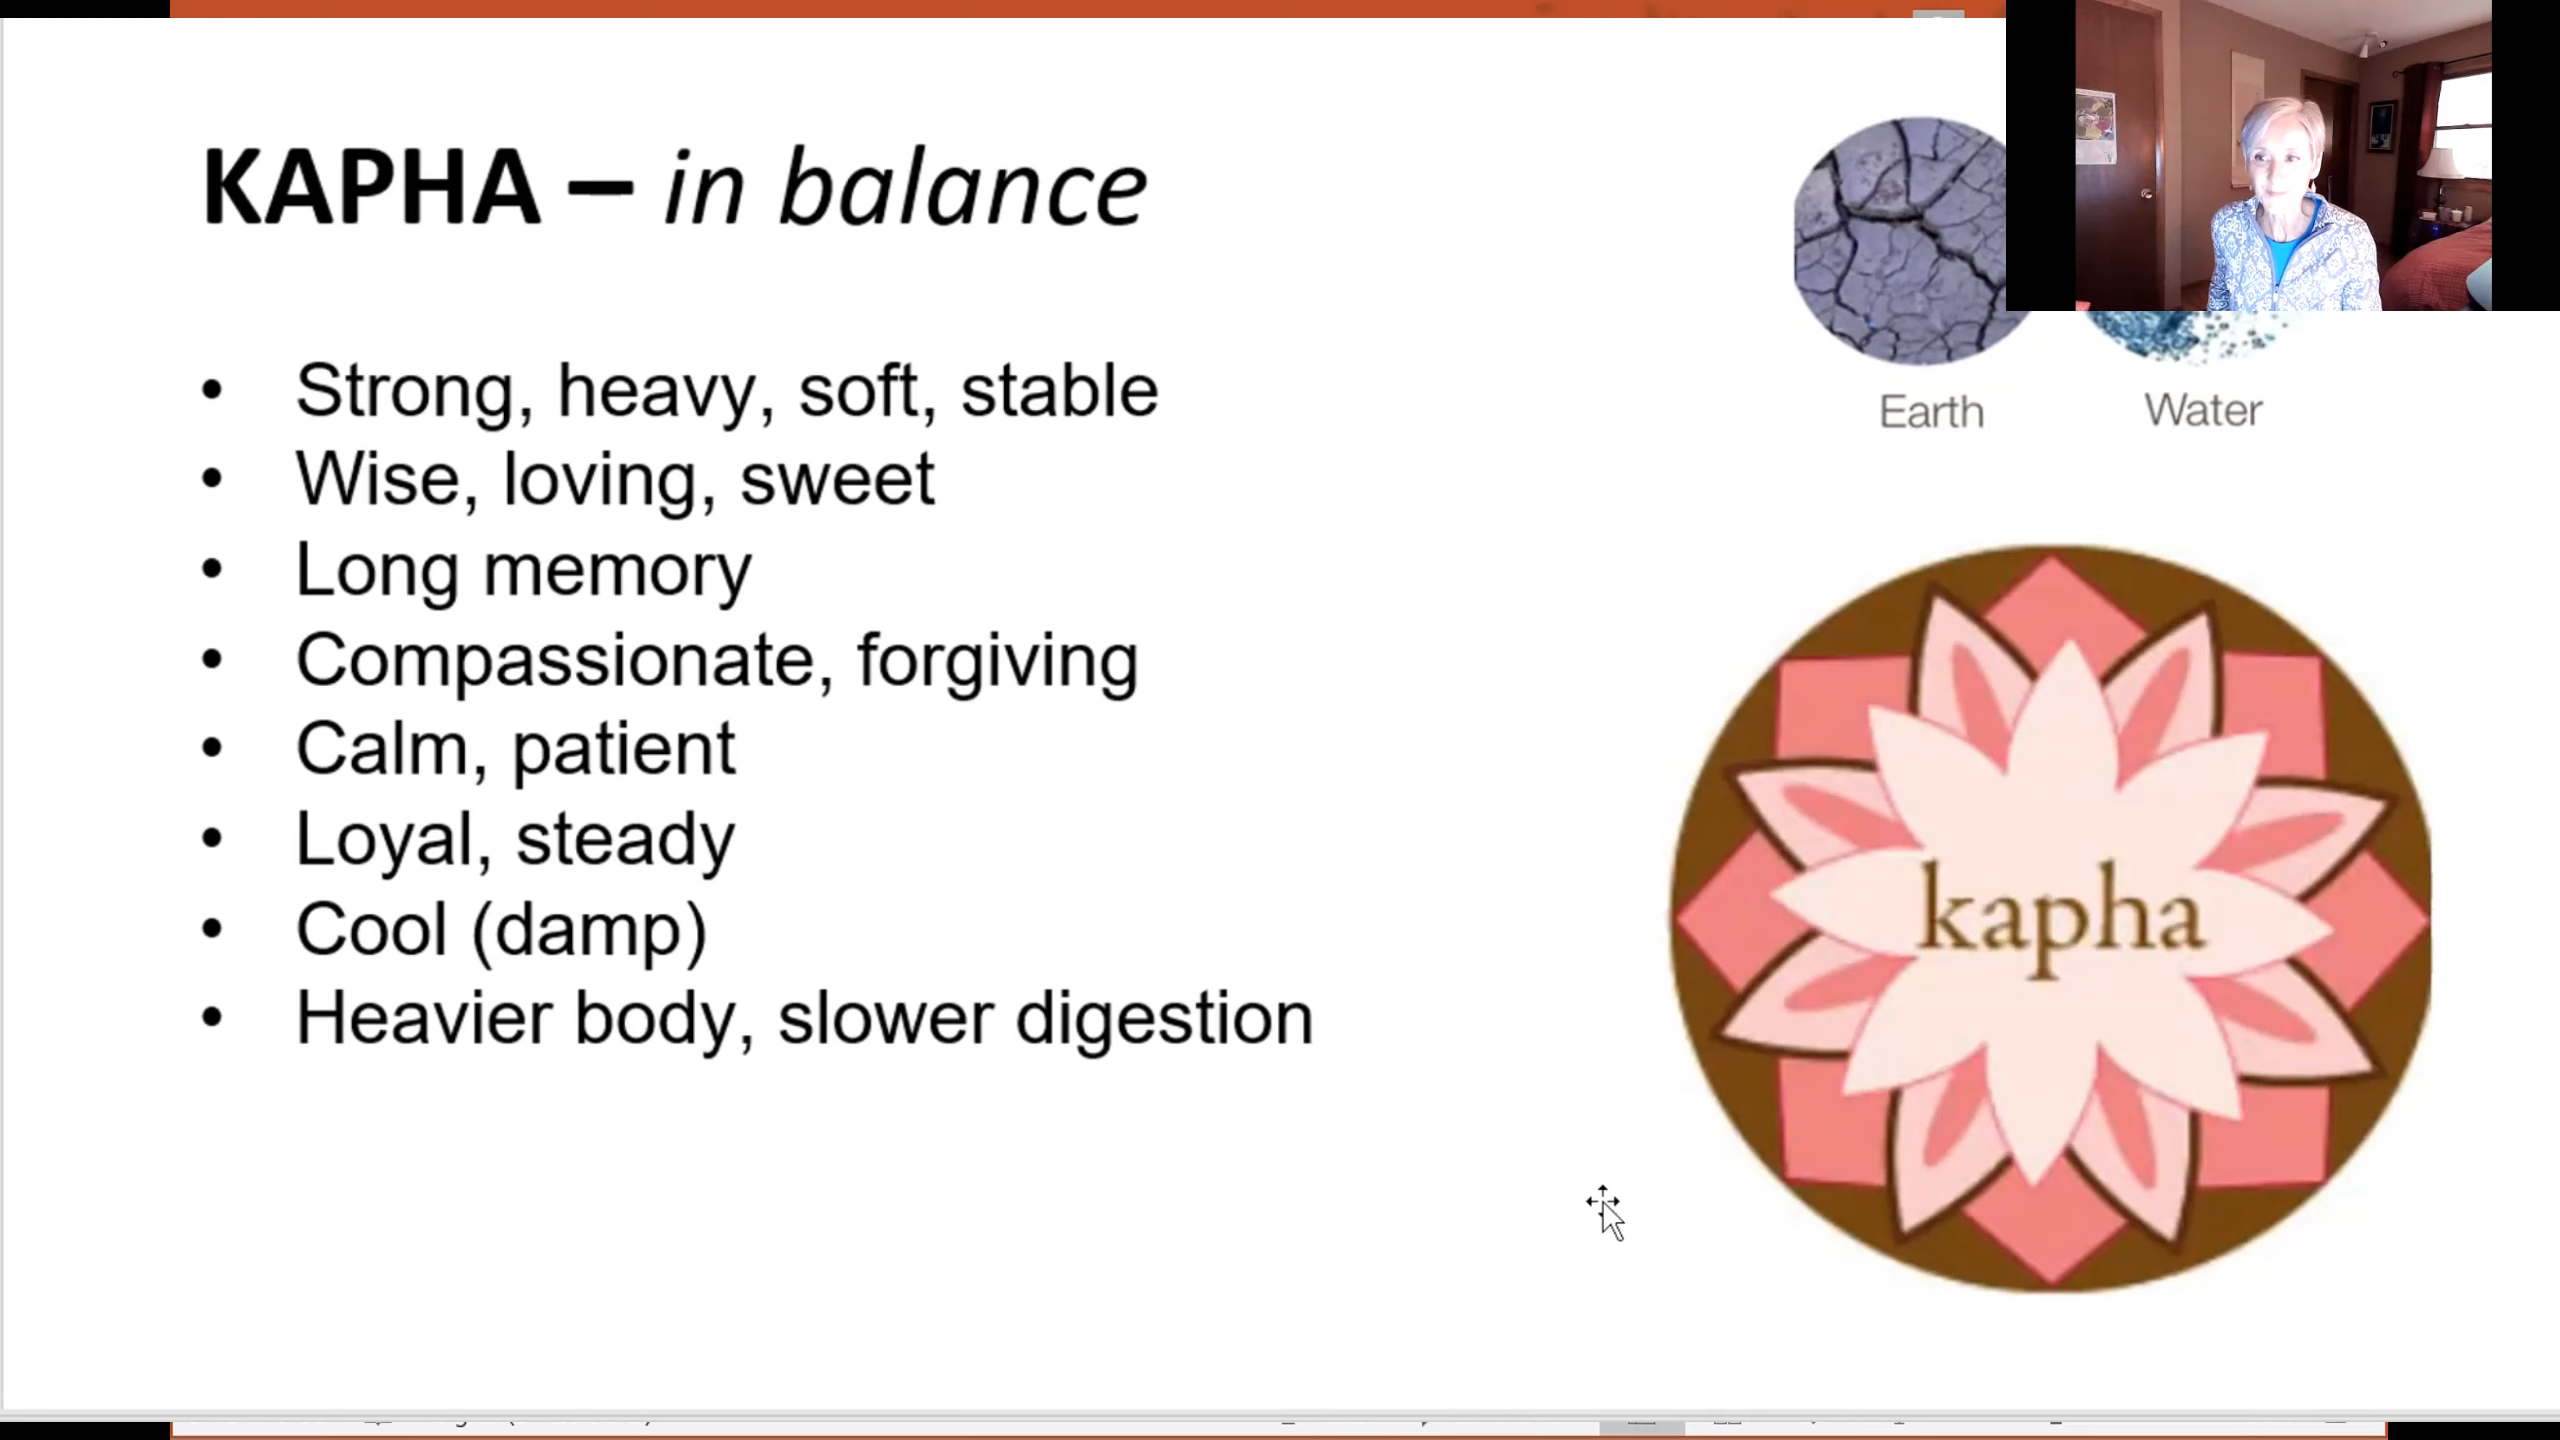 KAPHA – in balance
• Strong, heavy, soft, stable
• Wise, loving, sweet
• Long memory
• Compassionate, forgiving
• Calm, patient
• Loyal, steady
• Cool (damp)
• Heavier body, slower digestion
Earth
Water
kapha